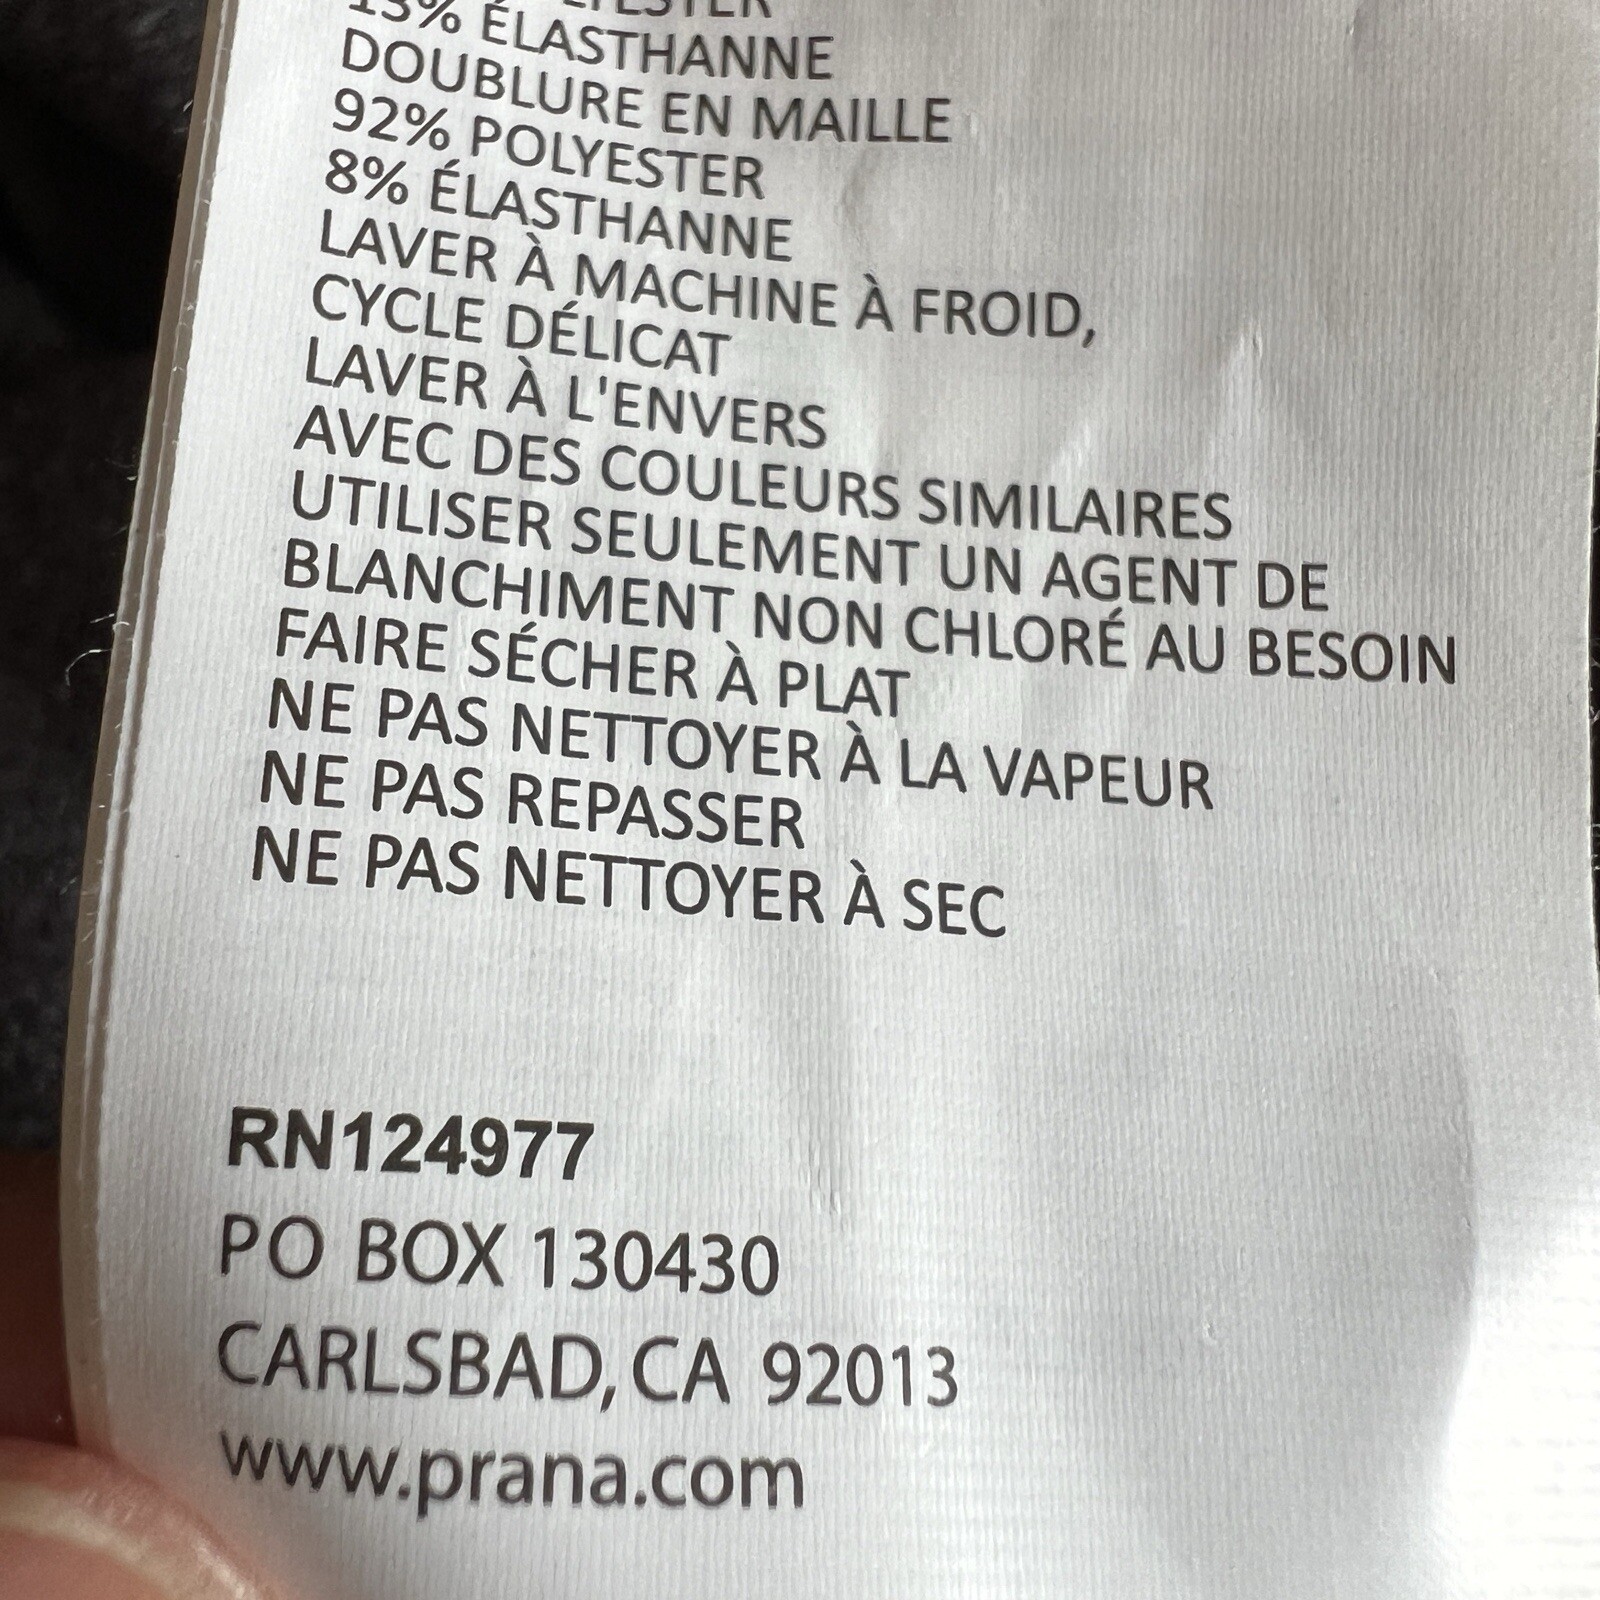 13% ÉLASTHANNE
DOUBLURE EN MAILLE
92% POLYESTER
8% ÉLASTHANNE
LAVER À MACHINE À FROID,
CYCLE DÉLICAT
LAVER À L'ENVERS
AVEC DES COULEURS SIMILAIRES
UTILISER SEULEMENT UN AGENT DE
BLANCHIMENT NON CHLORÉ AU BESOIN
FAIRE SÉCHER À PLAT
NE PAS NETTOYER À LA VAPEUR
NE PAS REPASSER
NE PAS NETTOYER À SEC
RN124977
PO BOX 130430
CARLSBAD, CA 92013
www.prana.com